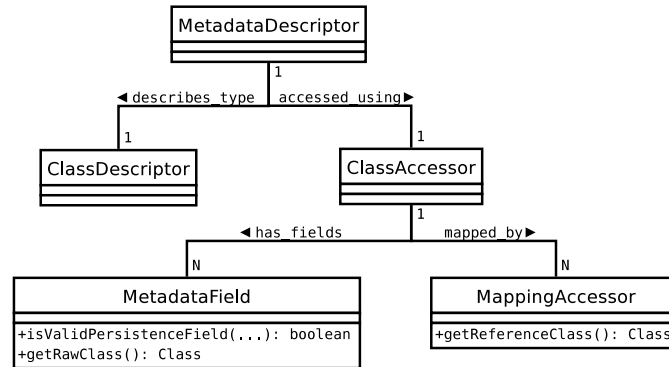 MetadataDescriptor
1
◄describes_type accessed_using►
1 1
ClassDescriptor ClassAccessor
1
◄has_fields mapped_by►
N N
MetadataField MappingAccessor
+isValidPersistenceField(...): boolean +getReferenceClass(): Class
+getRawClass(): Class